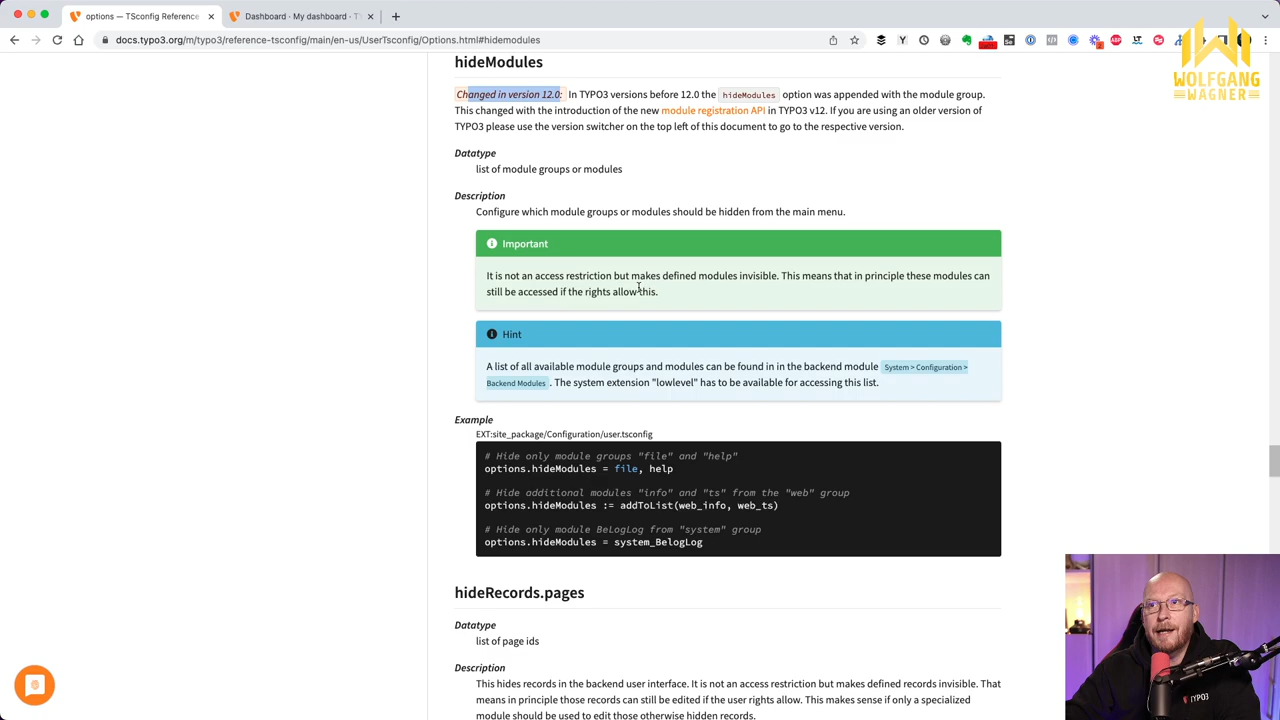 options — TSconfig Reference
Dashboard · My dashboard · T
docs.typo3.org/m/typo3/reference-tsconfig/main/en-us/UserTsconfig/Options.html#hidemodules
WOLFGANG
WAGNER
hideModules
Changed in version 12.0: In TYPO3 versions before 12.0 the hideModules option was appended with the module group.
This changed with the introduction of the new module registration API in TYPO3 v12. If you are using an older version of
TYPO3 please use the version switcher on the top left of this document to go to the respective version.
Datatype
list of module groups or modules
Description
Configure which module groups or modules should be hidden from the main menu.
Important
It is not an access restriction but makes defined modules invisible. This means that in principle these modules can
still be accessed if the rights allow this.
Hint
A list of all available module groups and modules can be found in in the backend module System > Configuration >
Backend Modules. The system extension "lowlevel" has to be available for accessing this list.
Example
EXT:site_package/Configuration/user.tsconfig
# Hide only module groups "file" and "help"
options.hideModules = file, help
# Hide additional modules "info" and "ts" from the "web" group
options.hideModules := addToList(web_info, web_ts)
# Hide only module BeLogLog from "system" group
options.hideModules = system_BelogLog
hideRecords.pages
Datatype
list of page ids
Description
This hides records in the backend user interface. It is not an access restriction but makes defined records invisible. That
means in principle those records can still be edited if the user rights allow. This makes sense if only a specialized
module should be used to edit those otherwise hidden records.
TYPO3